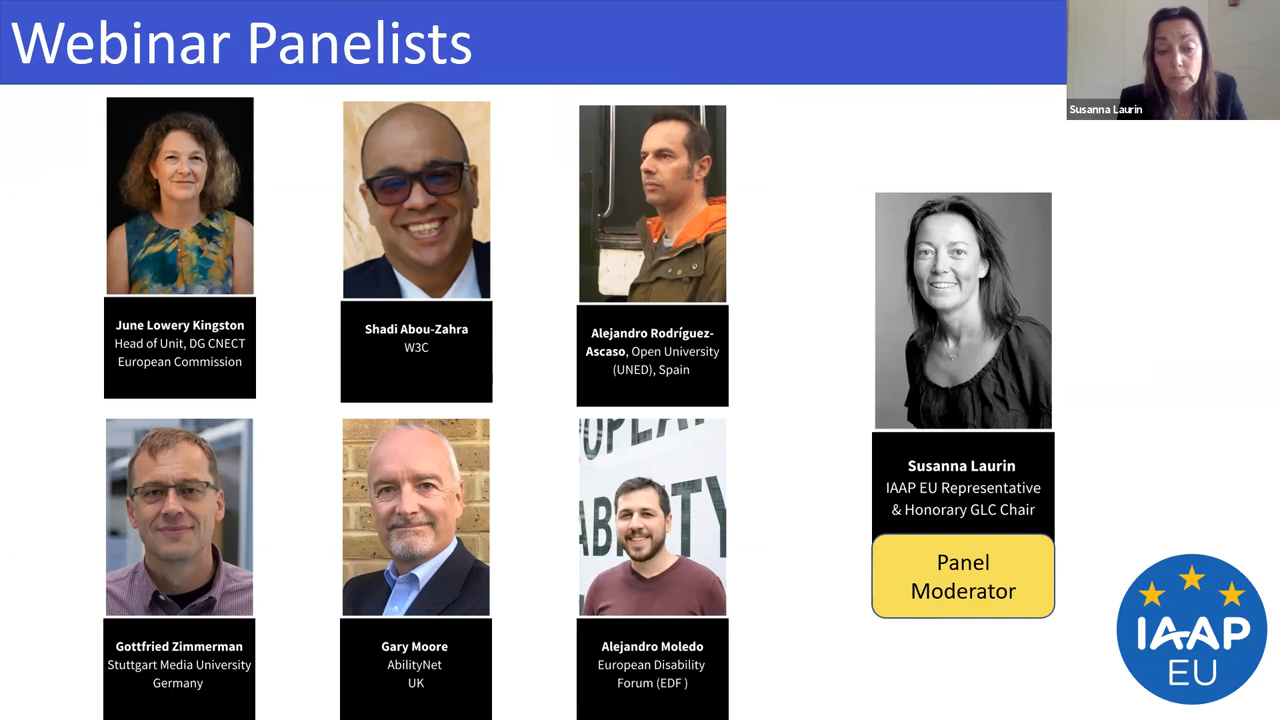 Webinar Panelists
Susanna Laurin
June Lowery Kingston
Head of Unit, DG CNECT
European Commission
Shadi Abou-Zahra
W3C
Alejandro Rodríguez-
Ascaso, Open University
(UNED), Spain
Susanna Laurin
IAAP EU Representative
& Honorary GLC Chair
Panel
Moderator
Gottfried Zimmerman
Stuttgart Media University
Germany
Gary Moore
AbilityNet
UK
Alejandro Moledo
European Disability
Forum (EDF )
IAAP
EU